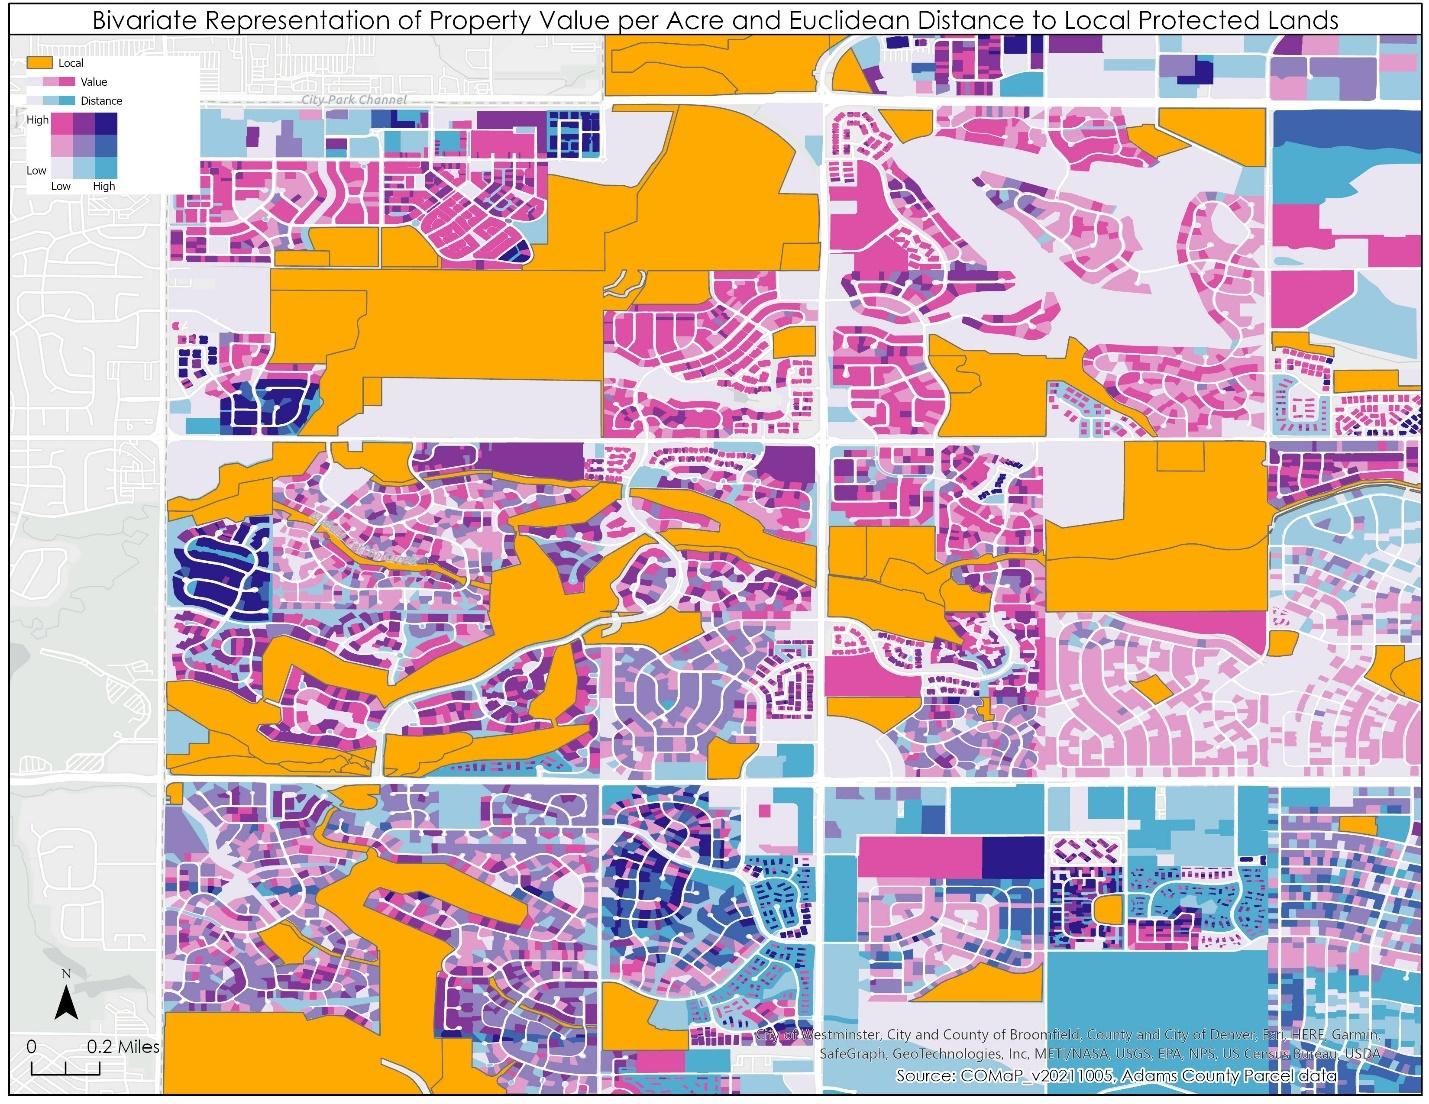 Bivariate Representation of Property Value per Acre and Euclidean Distance to Local Protected Lands
Local
Value
Distance
High
Low
Low High
City Park Channel
N
0 0.2 Miles
City of Westminster, City and County of Broomfield, County and City of Denver, Esri, HERE, Garmin,
SafeGraph, GeoTechnologies, Inc, METI/NASA, USGS, EPA, NPS, US Census Bureau, USDA
Source: COMaP_v20211005, Adams County Parcel data